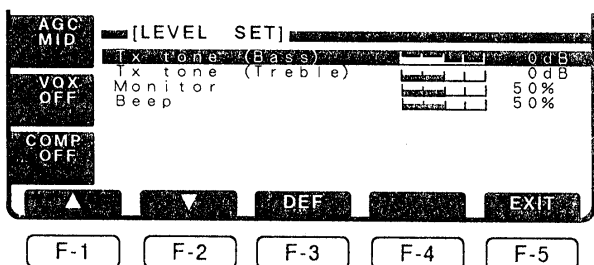 AGC
MID
[LEVEL SET]
Tx tone (Bass) 0dB
Tx tone (Treble) 0dB
VOX
OFF
Monitor 50%
Beep 50%
COMP
OFF
▲ ▼ DEF EXIT
F-1 F-2 F-3 F-4 F-5